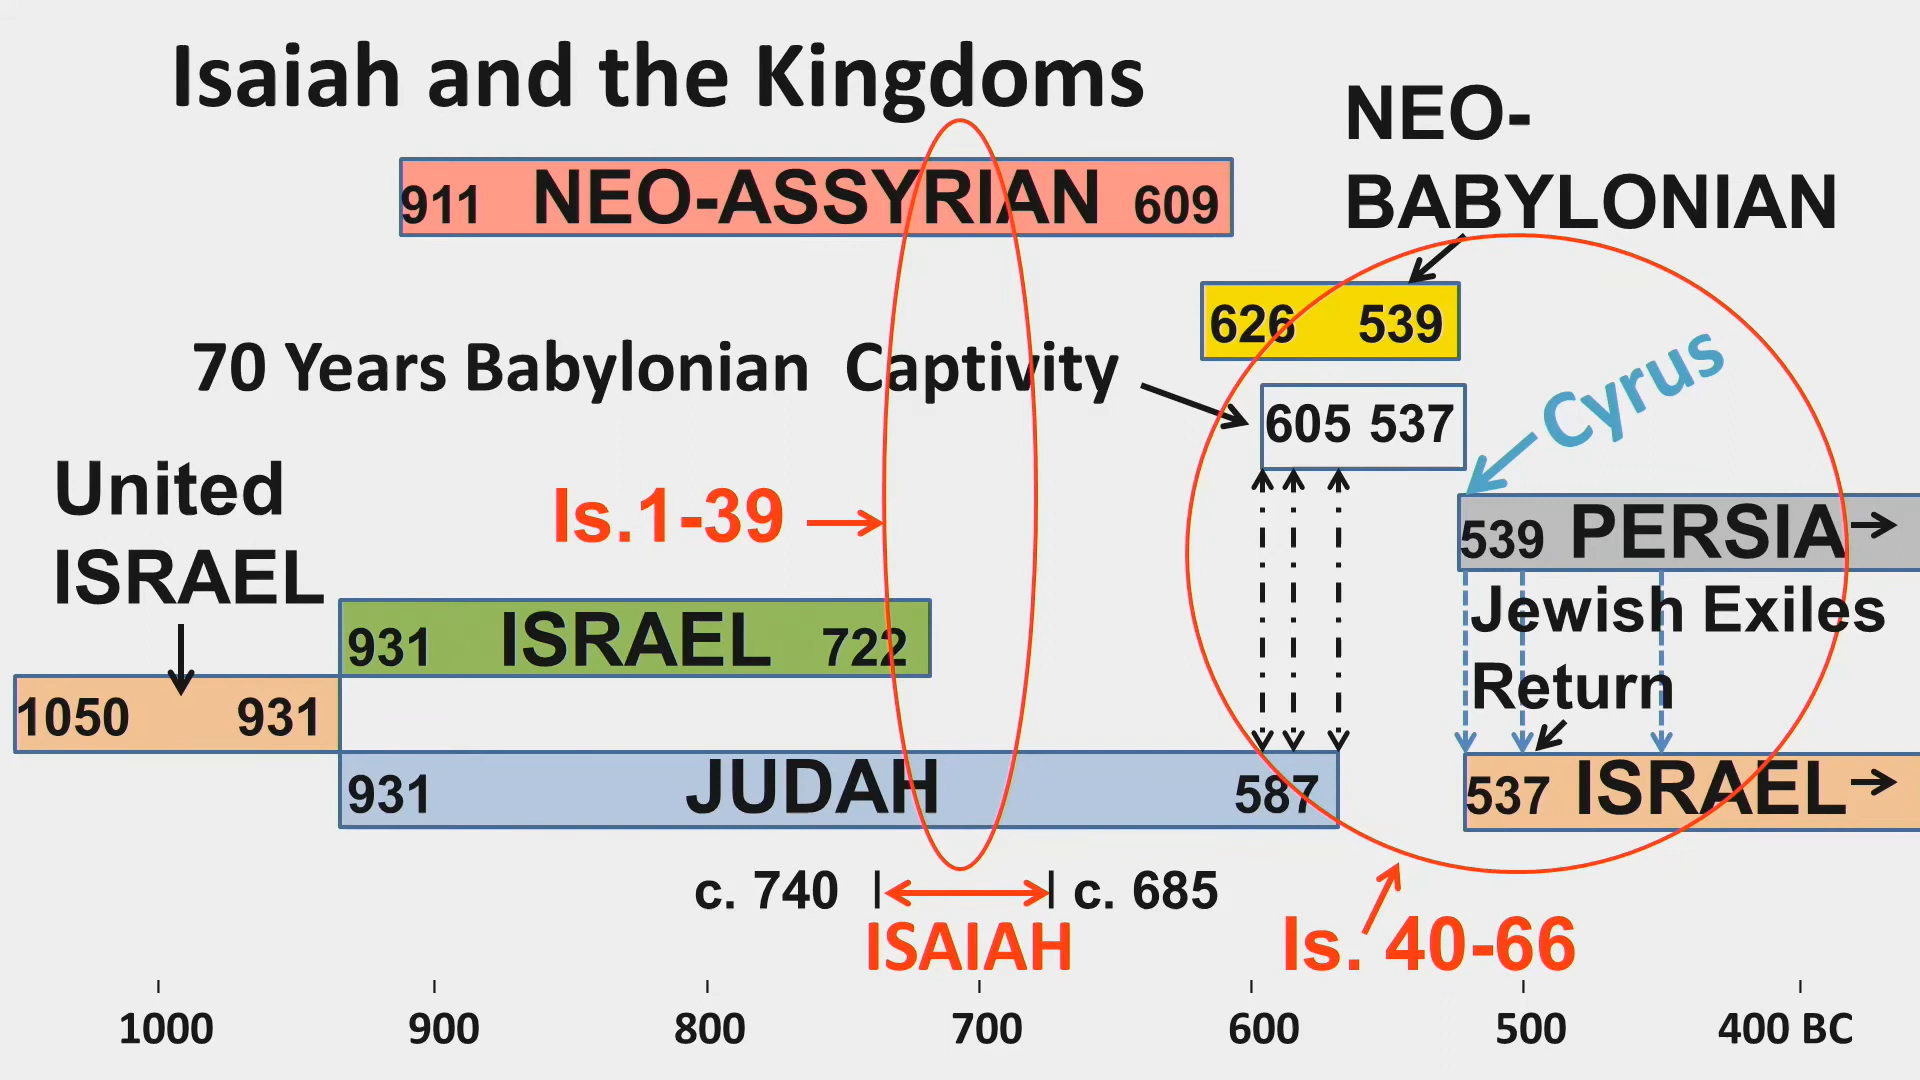 Isaiah and the Kingdoms
NEO-
BABYLONIAN
911 NEO-ASSYRIAN 609
626 539
70 Years Babylonian Captivity
605 537
Cyrus
United
ISRAEL
Is.1-39
539 PERSIA
Jewish Exiles
Return
931 ISRAEL 722
1050 931
931 JUDAH 587
537 ISRAEL
c. 740 c. 685
ISAIAH
Is. 40-66
1000 900 800 700 600 500 400 BC